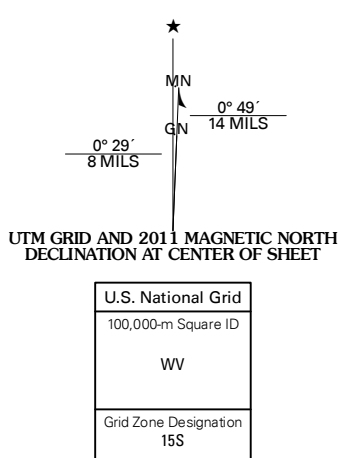 ★
MN
0° 49´
14 MILS
GN
0° 29´
8 MILS
UTM GRID AND 2011 MAGNETIC NORTH
DECLINATION AT CENTER OF SHEET
U.S. National Grid
100,000-m Square ID
WV
Grid Zone Designation
15S